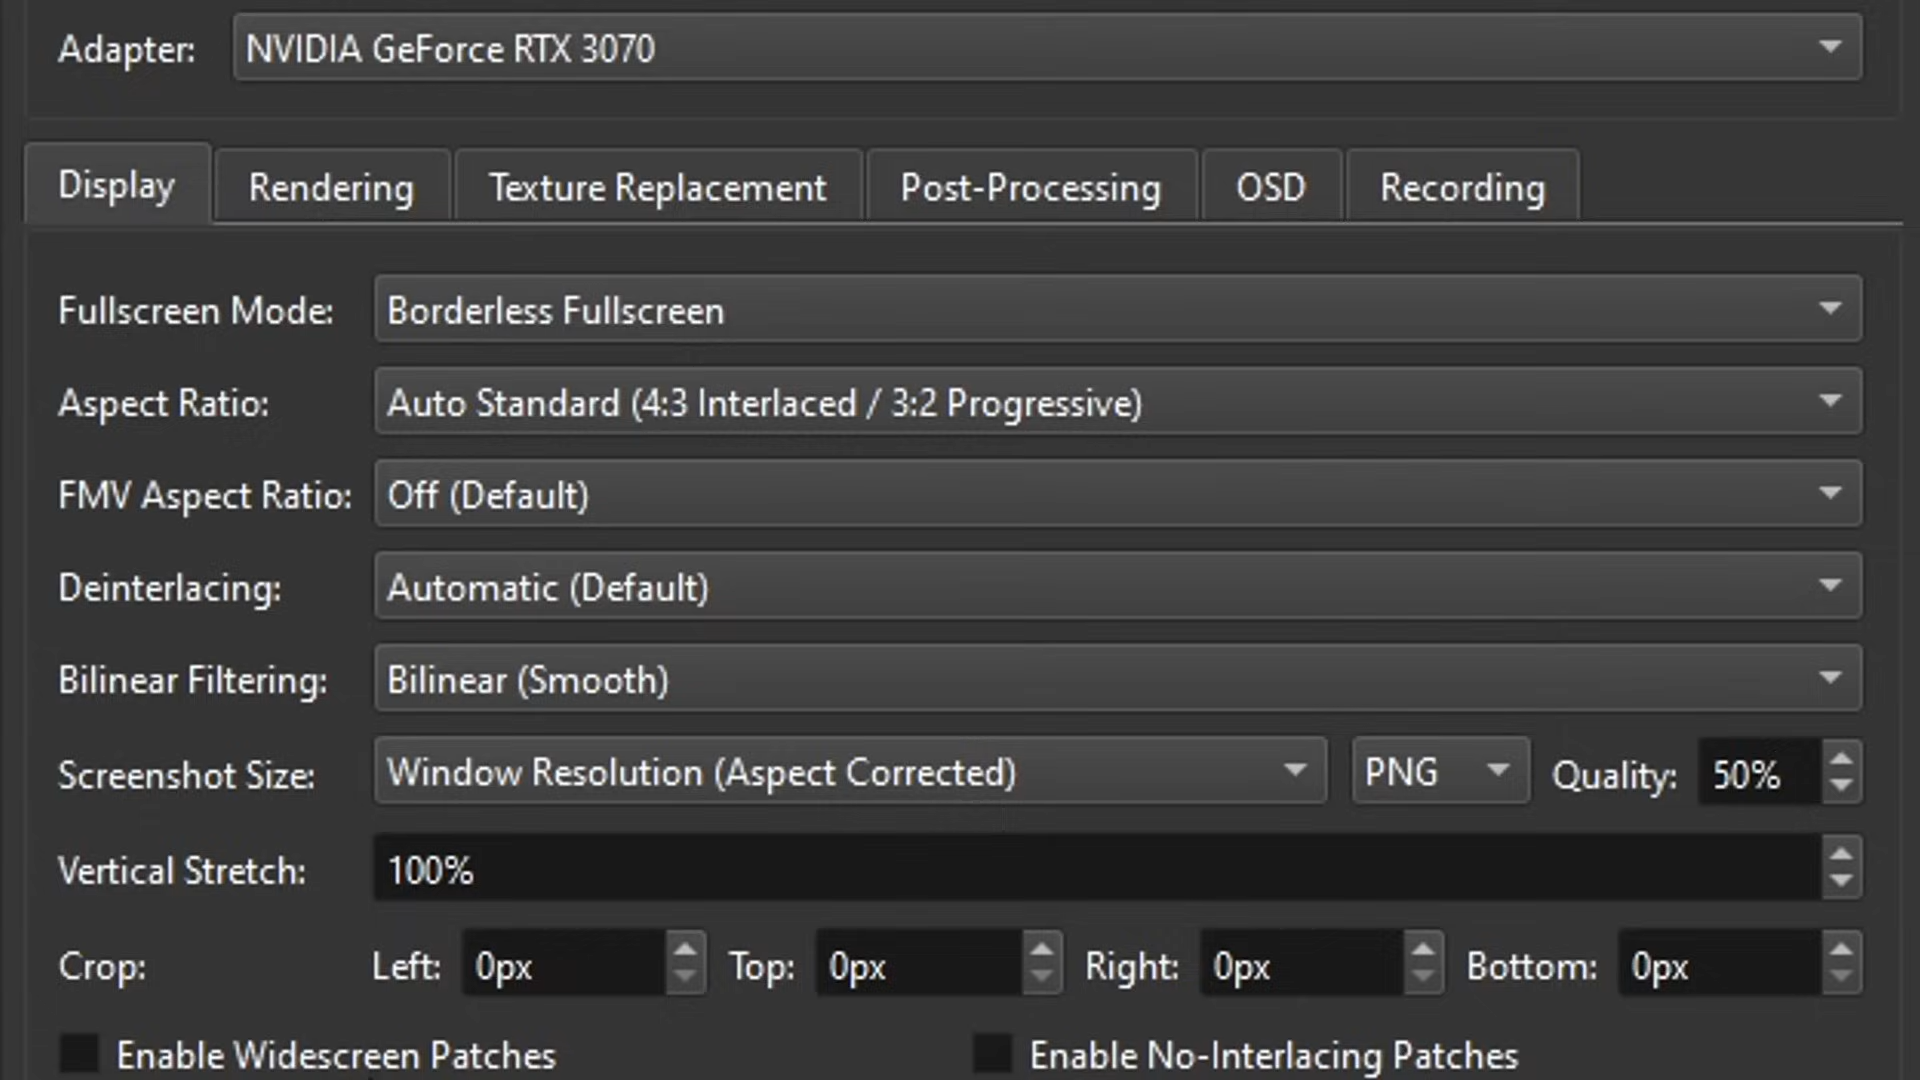 Adapter: NVIDIA GeForce RTX 3070
Display Rendering Texture Replacement Post-Processing OSD Recording
Fullscreen Mode: Borderless Fullscreen
Aspect Ratio: Auto Standard (4:3 Interlaced / 3:2 Progressive)
FMV Aspect Ratio: Off (Default)
Deinterlacing: Automatic (Default)
Bilinear Filtering: Bilinear (Smooth)
Screenshot Size: Window Resolution (Aspect Corrected) PNG Quality: 50%
Vertical Stretch: 100%
Crop: Left: 0px Top: 0px Right: 0px Bottom: 0px
Enable Widescreen Patches Enable No-Interlacing Patches